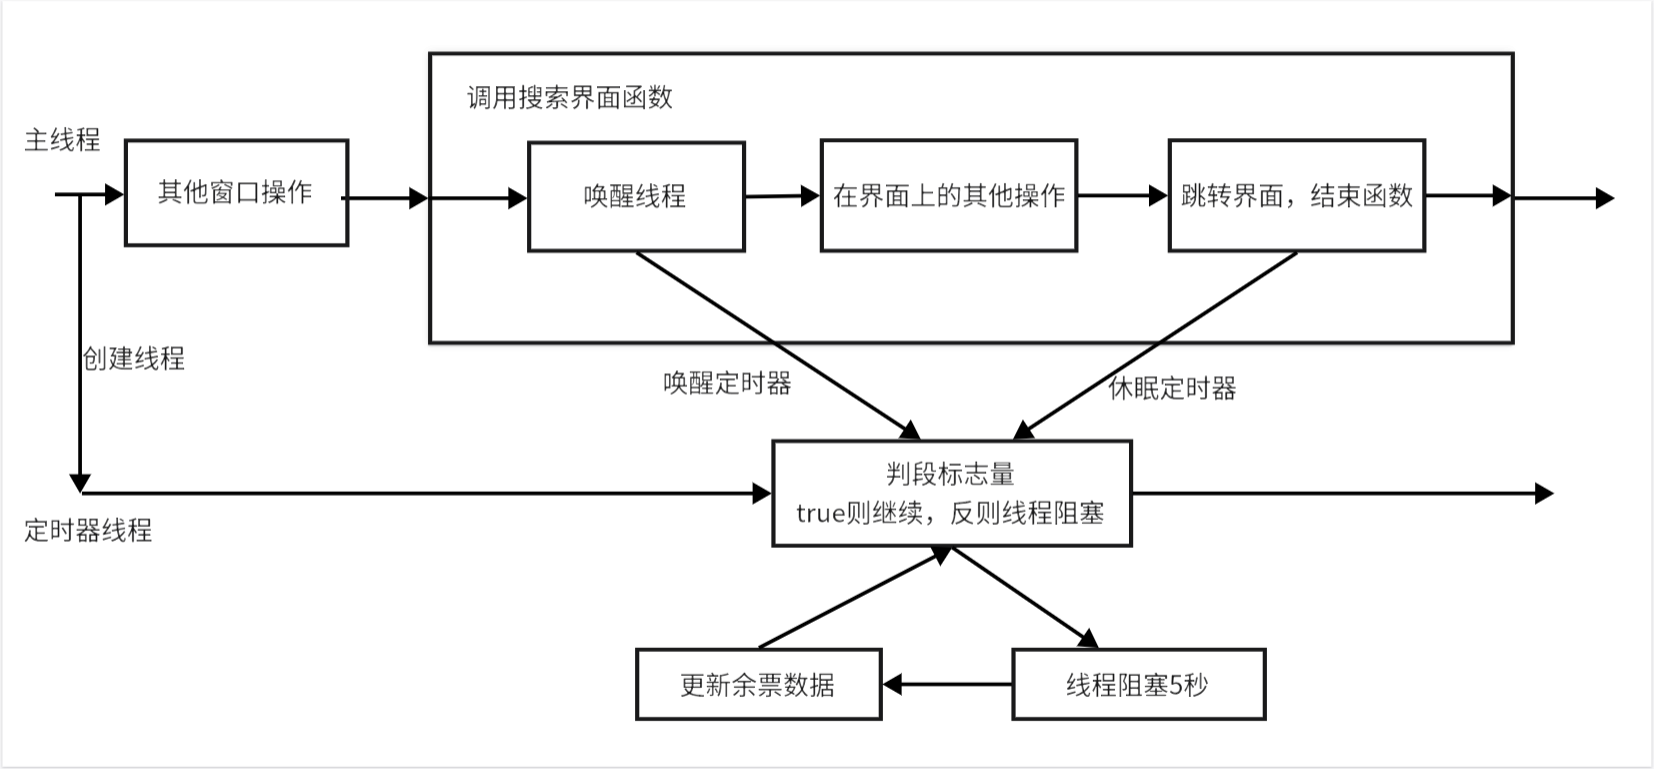 调用搜索界面函数
主线程
其他窗口操作
唤醒线程
在界面上的其他操作
跳转界面，结束函数
创建线程
唤醒定时器
休眠定时器
判段标志量
true则继续，反则线程阻塞
定时器线程
更新余票数据
线程阻塞5秒